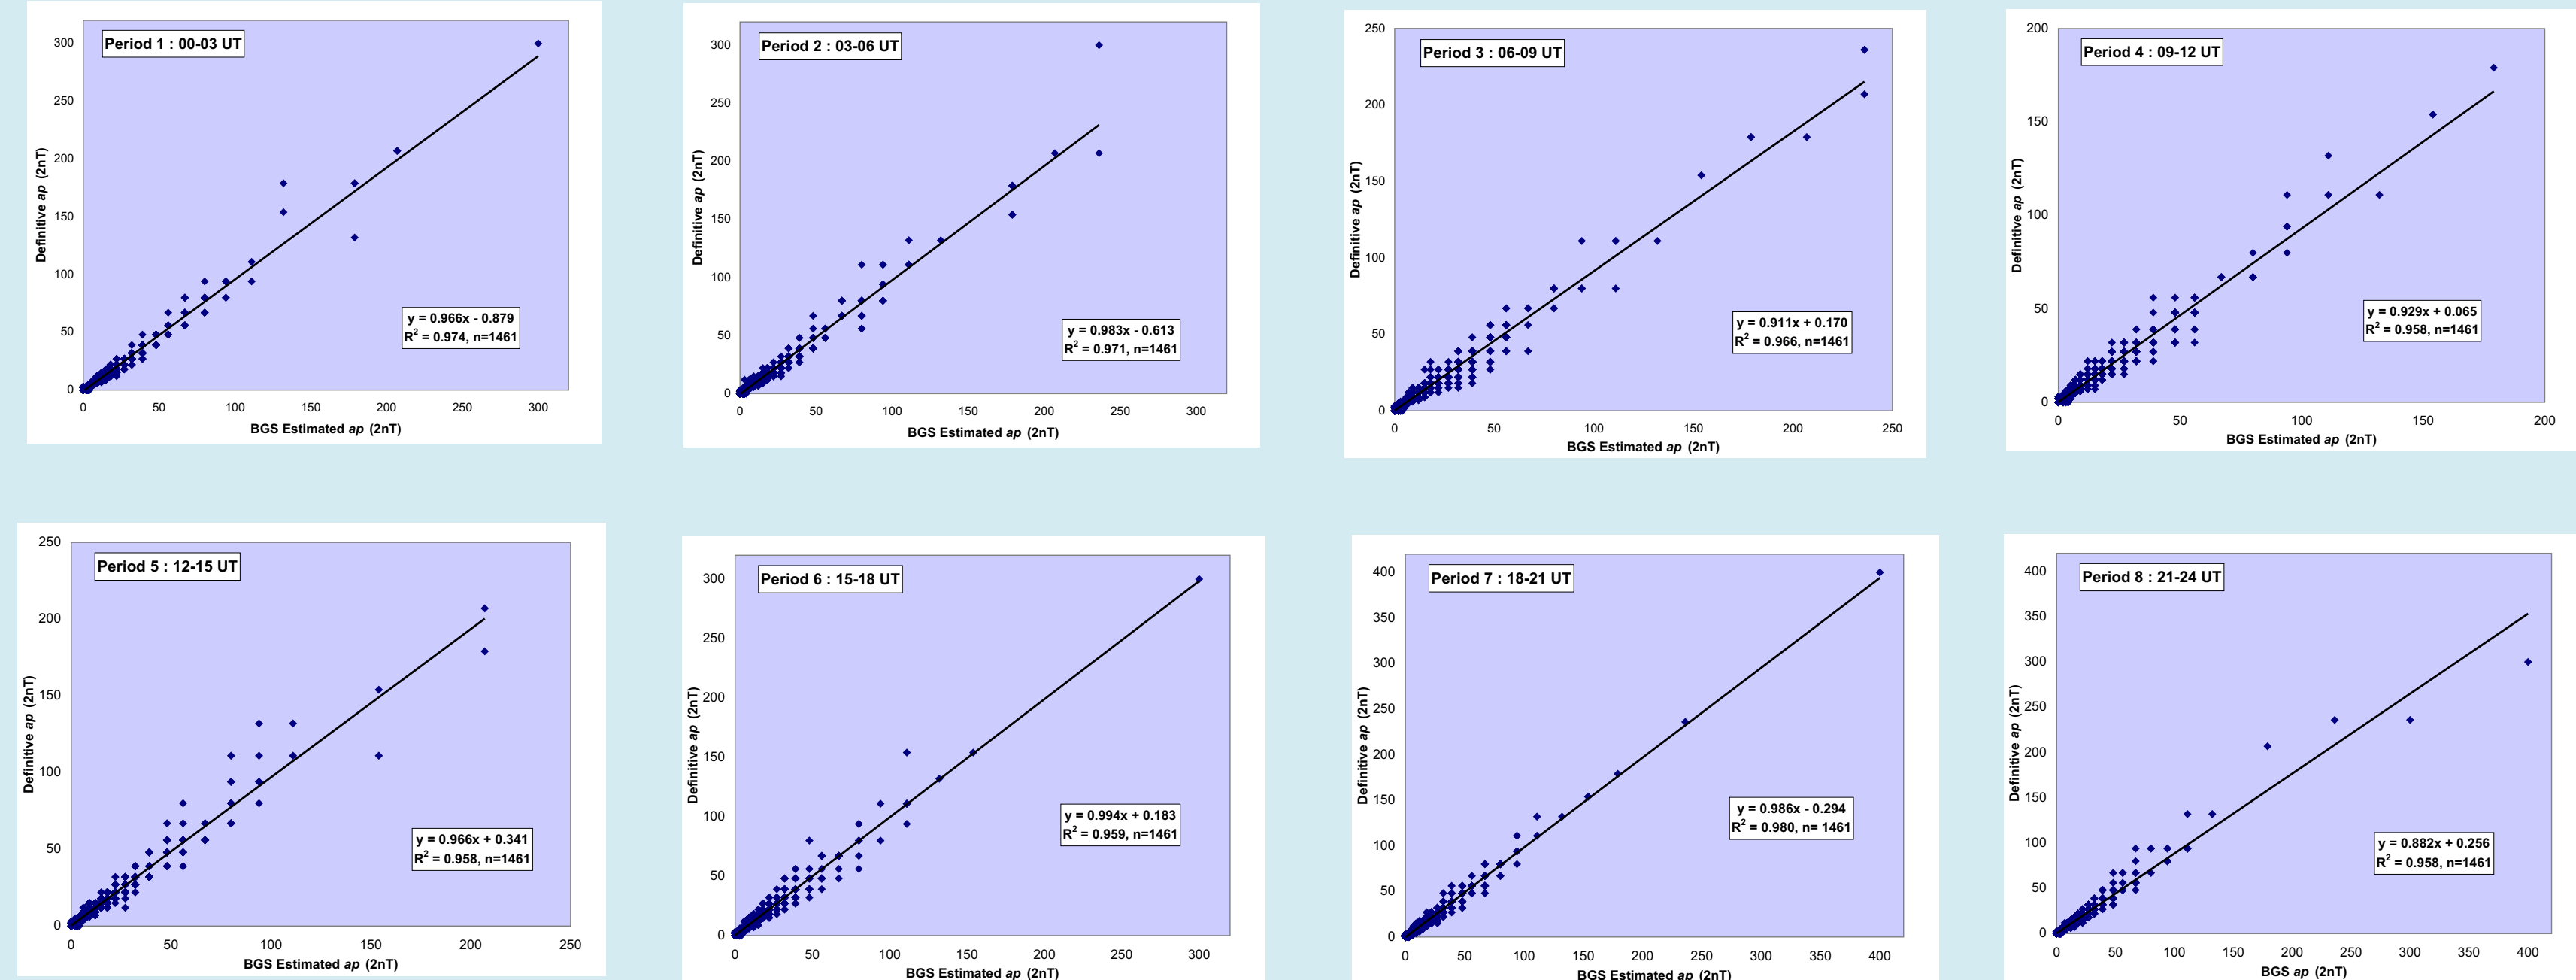 Period 1 : 00-03 UT
300
250
200
150
100
50
0
Definitive ap (2nT)
y = 0.966x - 0.879
R² = 0.974, n=1461
0 50 100 150 200 250 300
BGS Estimated ap (2nT)
Period 2 : 03-06 UT
300
250
200
150
100
50
0
Definitive ap (2nT)
y = 0.983x - 0.613
R² = 0.971, n=1461
0 50 100 150 200 250 300
BGS Estimated ap (2nT)
Period 3 : 06-09 UT
250
200
150
100
50
0
Definitive ap (2nT)
y = 0.911x + 0.170
R² = 0.966, n=1461
0 50 100 150 200 250
BGS Estimated ap (2nT)
Period 4 : 09-12 UT
200
150
100
50
0
Definitive ap (2nT)
y = 0.929x + 0.065
R² = 0.958, n=1461
0 50 100 150 200
BGS Estimated ap (2nT)
Period 5 : 12-15 UT
250
200
150
100
50
0
Definitive ap (2nT)
y = 0.966x + 0.341
R² = 0.958, n=1461
0 50 100 150 200 250
BGS Estimated ap (2nT)
Period 6 : 15-18 UT
300
250
200
150
100
50
0
Definitive ap (2nT)
y = 0.994x + 0.183
R² = 0.959, n=1461
0 50 100 150 200 250 300
BGS Estimated ap (2nT)
Period 7 : 18-21 UT
400
350
300
250
200
150
100
50
0
Definitive ap (2nT)
y = 0.986x - 0.294
R² = 0.980, n= 1461
0 50 100 150 200 250 300 350 400
BGS Estimated ap (2nT)
Period 8 : 21-24 UT
400
350
300
250
200
150
100
50
0
Definitive ap (2nT)
y = 0.882x + 0.256
R² = 0.958, n=1461
0 50 100 150 200 250 300 350 400
BGS ap (2nT)